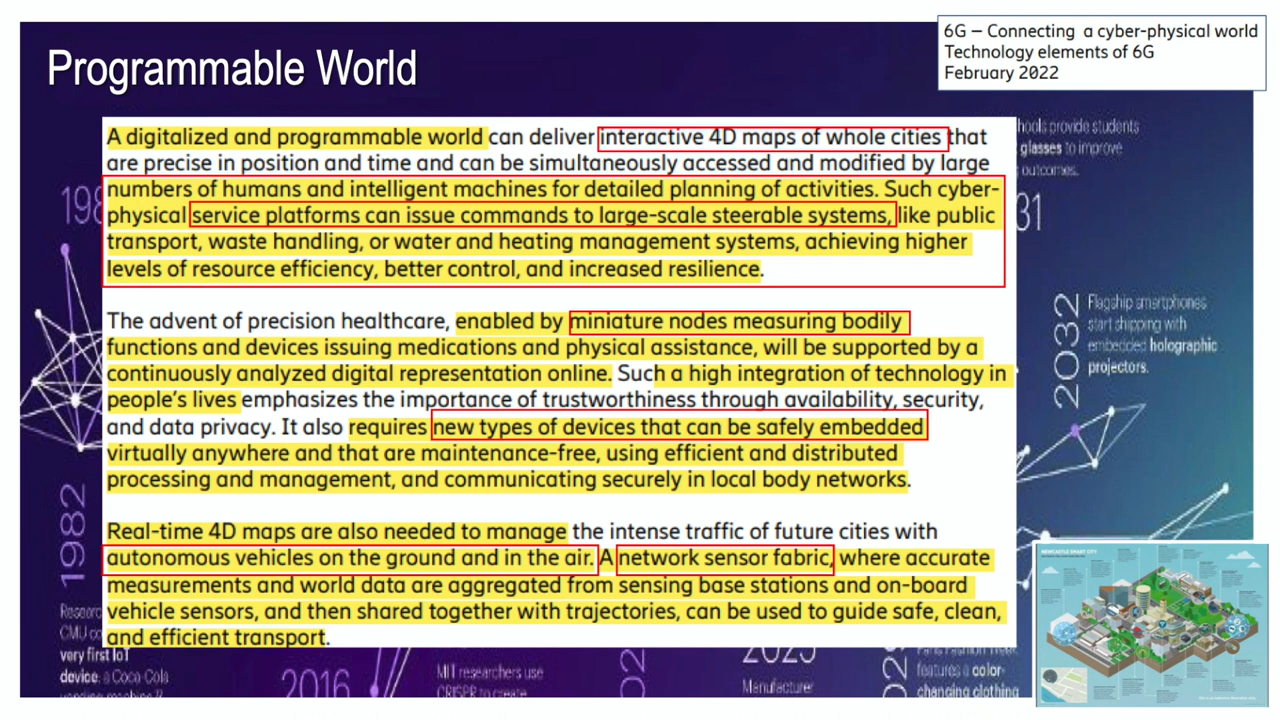 Programmable World
6G – Connecting a cyber-physical world
Technology elements of 6G
February 2022
A digitalized and programmable world can deliver interactive 4D maps of whole cities that
are precise in position and time and can be simultaneously accessed and modified by large
numbers of humans and intelligent machines for detailed planning of activities. Such cyber-
physical service platforms can issue commands to large-scale steerable systems, like public
transport, waste handling, or water and heating management systems, achieving higher
levels of resource efficiency, better control, and increased resilience.
The advent of precision healthcare, enabled by miniature nodes measuring bodily
functions and devices issuing medications and physical assistance, will be supported by a
continuously analyzed digital representation online. Such a high integration of technology in
people's lives emphasizes the importance of trustworthiness through availability, security,
and data privacy. It also requires new types of devices that can be safely embedded
virtually anywhere and that are maintenance-free, using efficient and distributed
processing and management, and communicating securely in local body networks.
Real-time 4D maps are also needed to manage the intense traffic of future cities with
autonomous vehicles on the ground and in the air. A network sensor fabric, where accurate
measurements and world data are aggregated from sensing base stations and on-board
vehicle sensors, and then shared together with trajectories, can be used to guide safe, clean,
and efficient transport.
198
1982
Researc
CMU co
very first IoT
device: a Coca-Cola
2016
MIT researchers use
CRISPR to create
02
2025
Manufacturer
features a color-
changing clothing
hools provide students
glasses to improve
outcomes.
31
2032
Flagship smartphones
start shipping with
embedded holographic
projectors.
NEWCASTLE SMART CITY